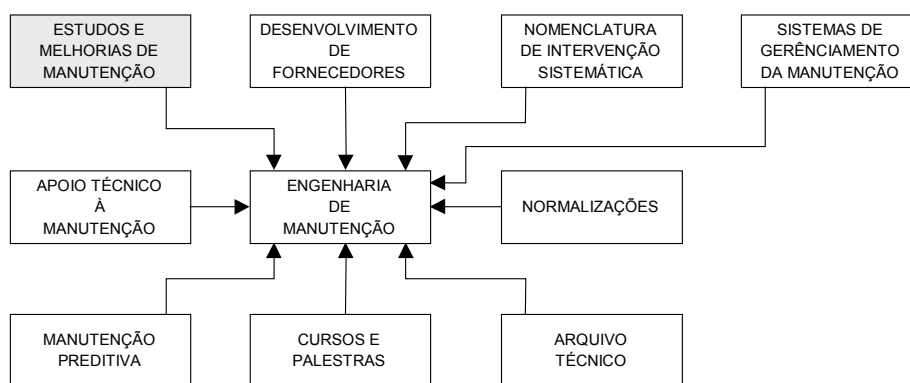 ESTUDOS E
MELHORIAS DE
MANUTENÇÃO
DESENVOLVIMENTO
DE
FORNECEDORES
NOMENCLATURA
DE INTERVENÇÃO
SISTEMÁTICA
SISTEMAS DE
GERÊNCIAMENTO
DA MANUTENÇÃO
APOIO TÉCNICO
À
MANUTENÇÃO
ENGENHARIA
DE
MANUTENÇÃO
NORMALIZAÇÕES
MANUTENÇÃO
PREDITIVA
CURSOS E
PALESTRAS
ARQUIVO
TÉCNICO